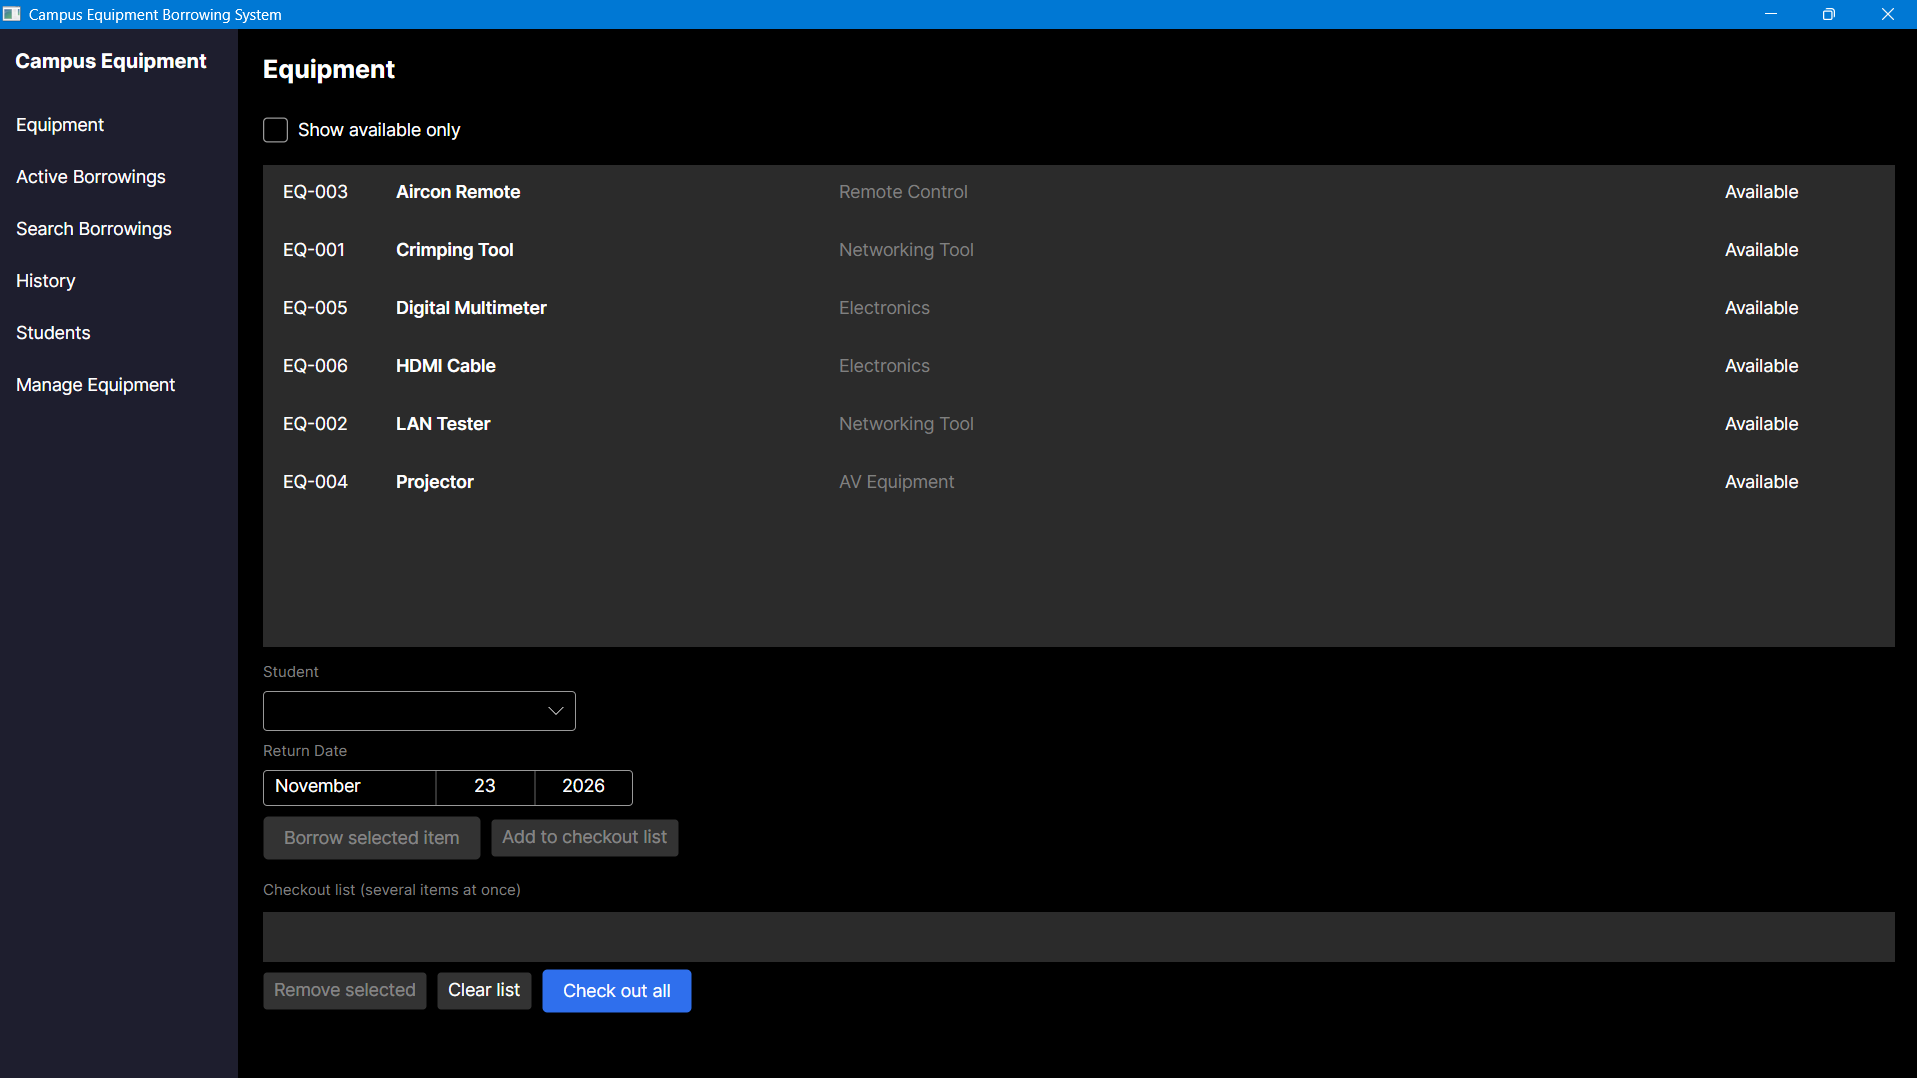 Campus Equipment Borrowing System
Campus Equipment
Equipment
Active Borrowings
Search Borrowings
History
Students
Manage Equipment
Equipment
Show available only
EQ-003 Aircon Remote Remote Control Available
EQ-001 Crimping Tool Networking Tool Available
EQ-005 Digital Multimeter Electronics Available
EQ-006 HDMI Cable Electronics Available
EQ-002 LAN Tester Networking Tool Available
EQ-004 Projector AV Equipment Available
Student
Return Date
November 23 2026
Borrow selected item Add to checkout list
Checkout list (several items at once)
Remove selected Clear list Check out all